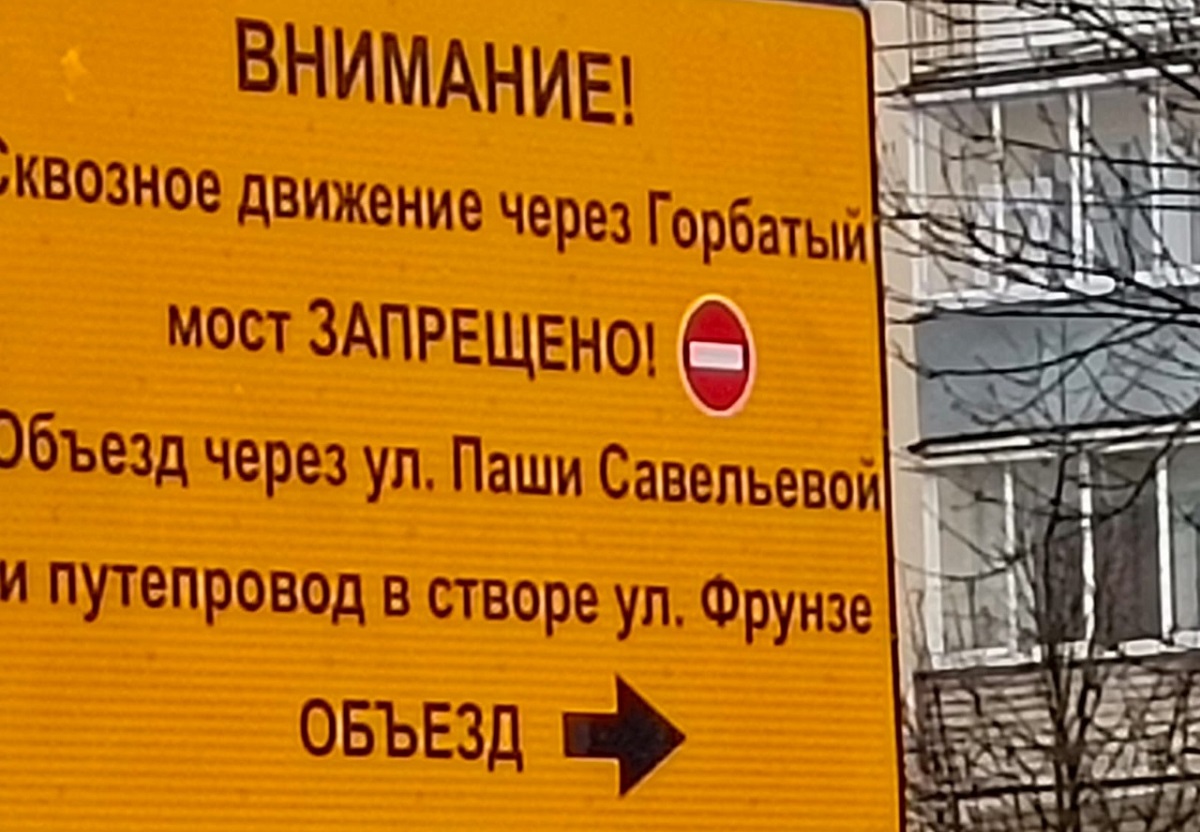 ВНИМАНИЕ!
Сквозное движение через Горбатый
мост ЗАПРЕЩЕНО!
Объезд через ул. Паши Савельевой
и путепровод в створе ул. Фрунзе
ОБЪЕЗД